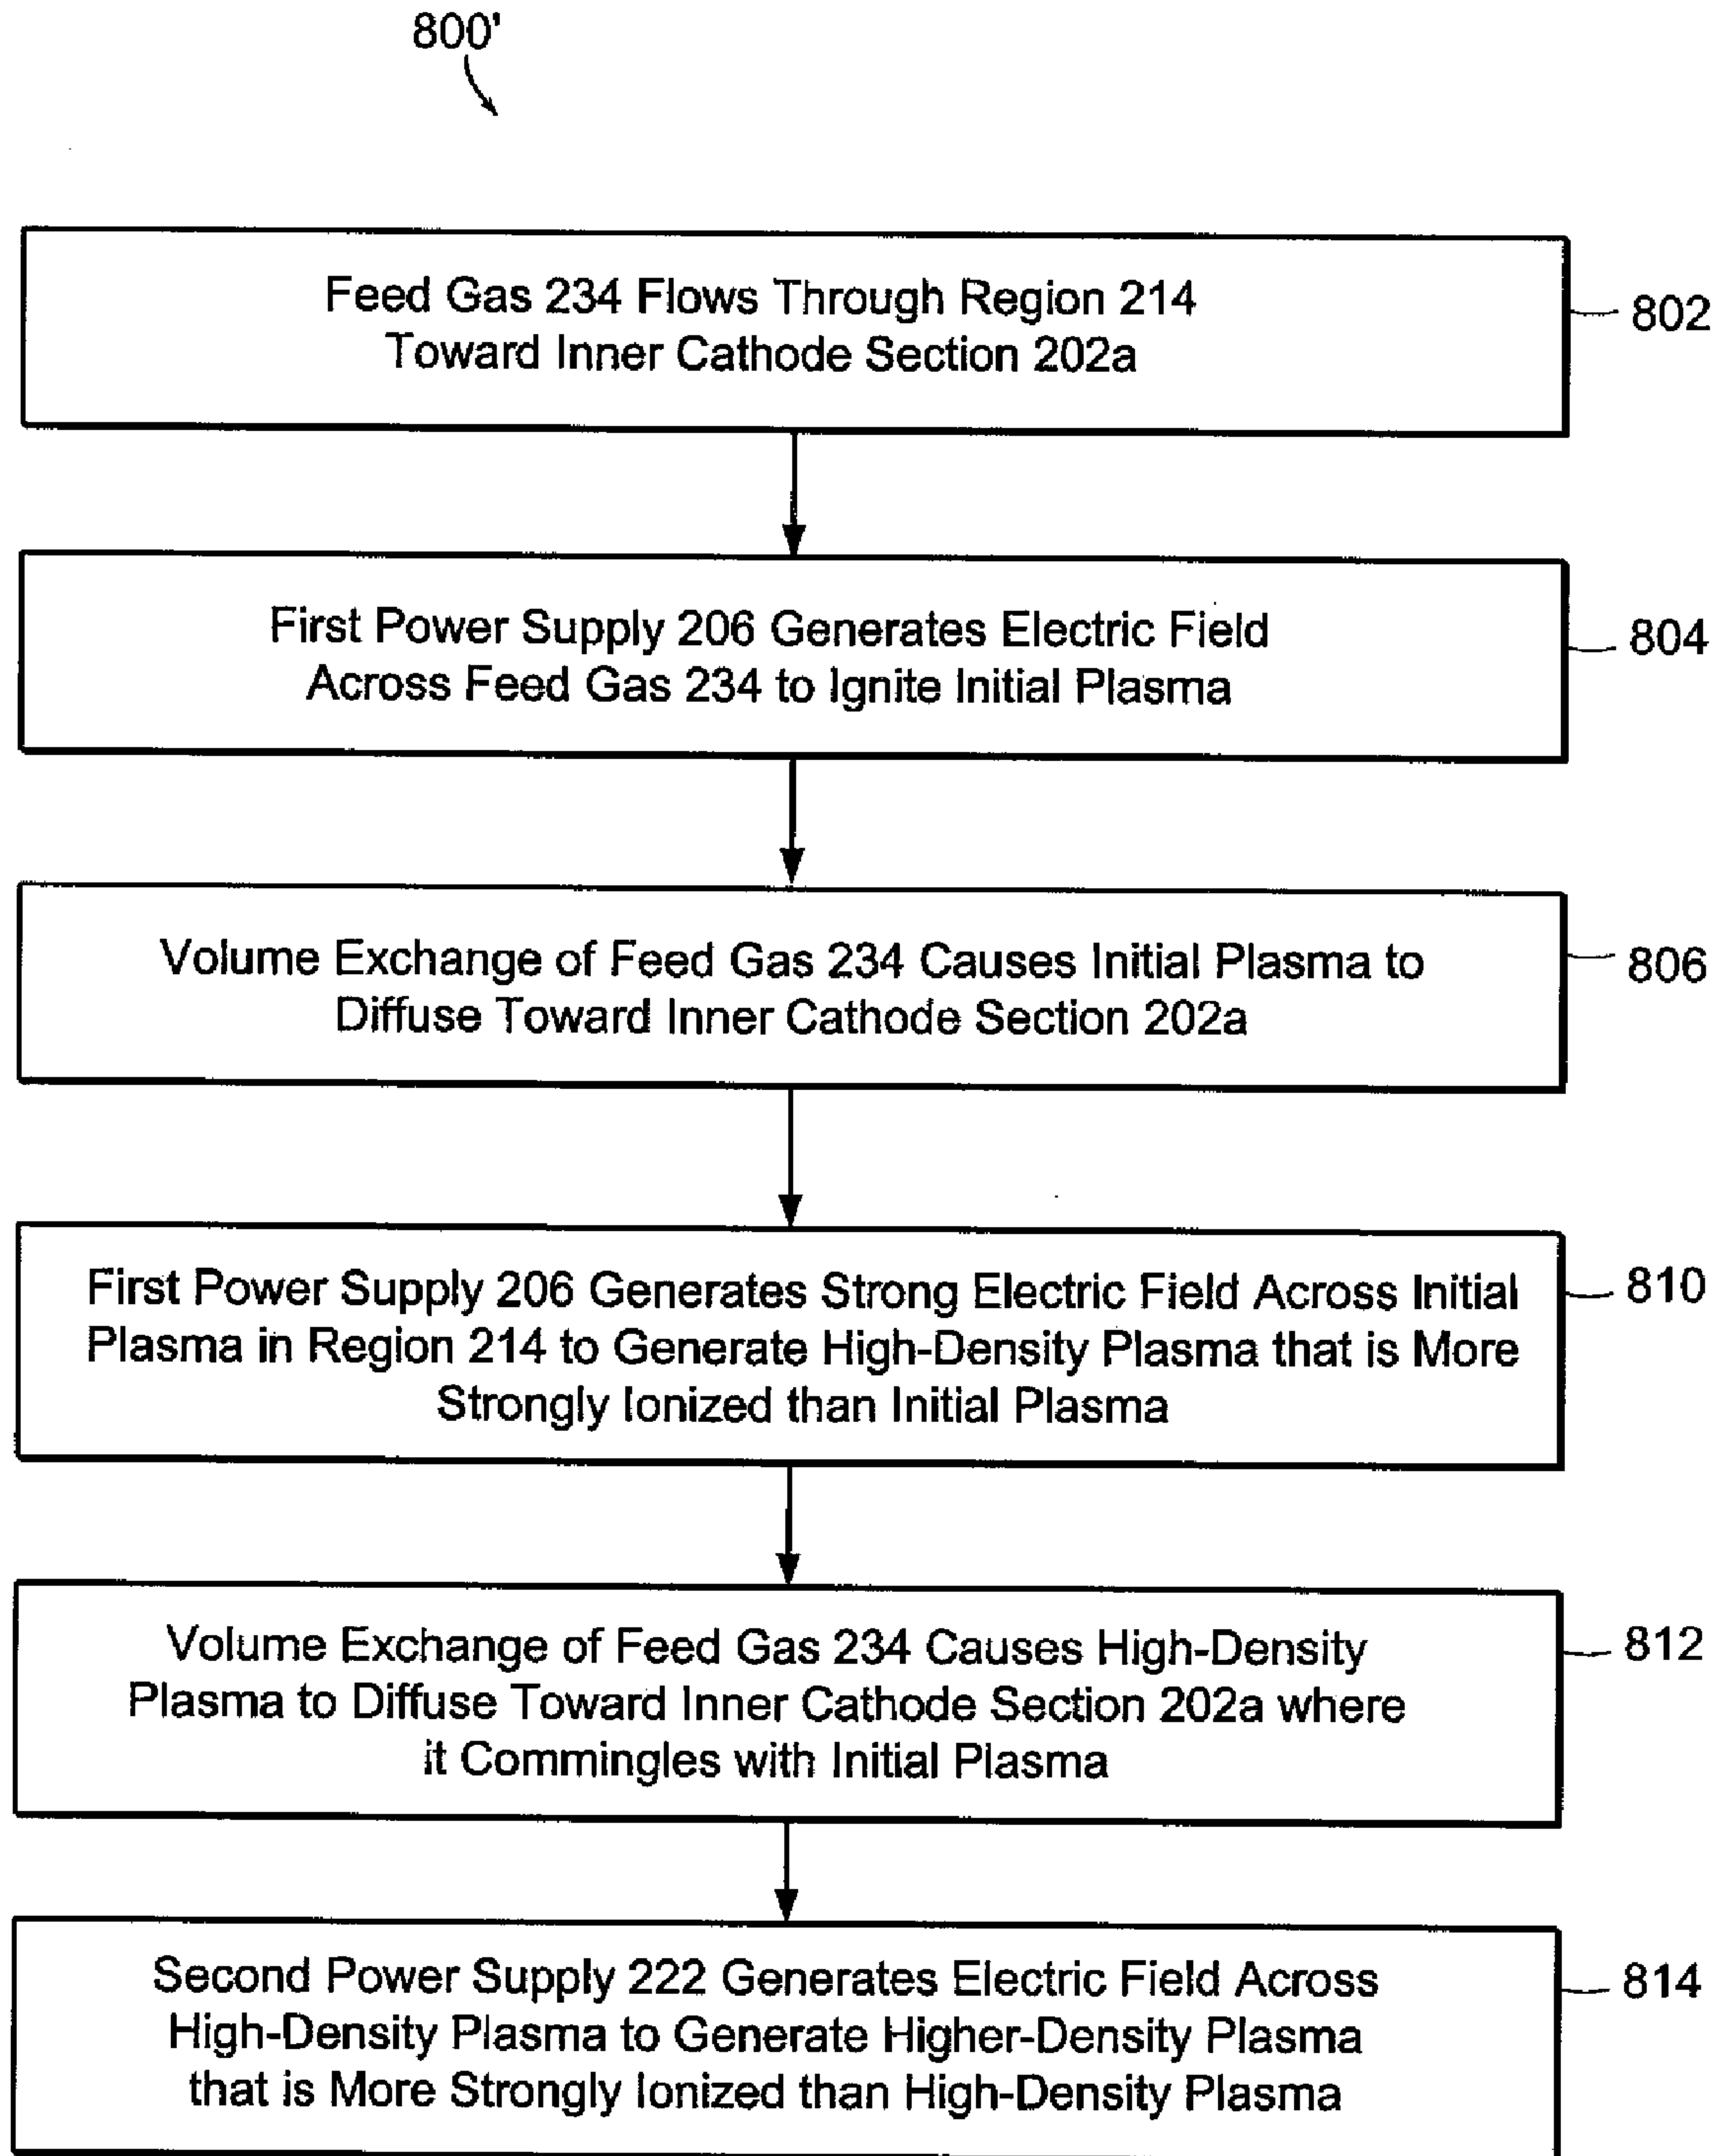 800'
Feed Gas 234 Flows Through Region 214
Toward Inner Cathode Section 202a
802
First Power Supply 206 Generates Electric Field
Across Feed Gas 234 to Ignite Initial Plasma
804
Volume Exchange of Feed Gas 234 Causes Initial Plasma to
Diffuse Toward Inner Cathode Section 202a
806
First Power Supply 206 Generates Strong Electric Field Across Initial
Plasma in Region 214 to Generate High-Density Plasma that is More
Strongly Ionized than Initial Plasma
810
Volume Exchange of Feed Gas 234 Causes High-Density
Plasma to Diffuse Toward Inner Cathode Section 202a where
it Commingles with Initial Plasma
812
Second Power Supply 222 Generates Electric Field Across
High-Density Plasma to Generate Higher-Density Plasma
that is More Strongly Ionized than High-Density Plasma
814